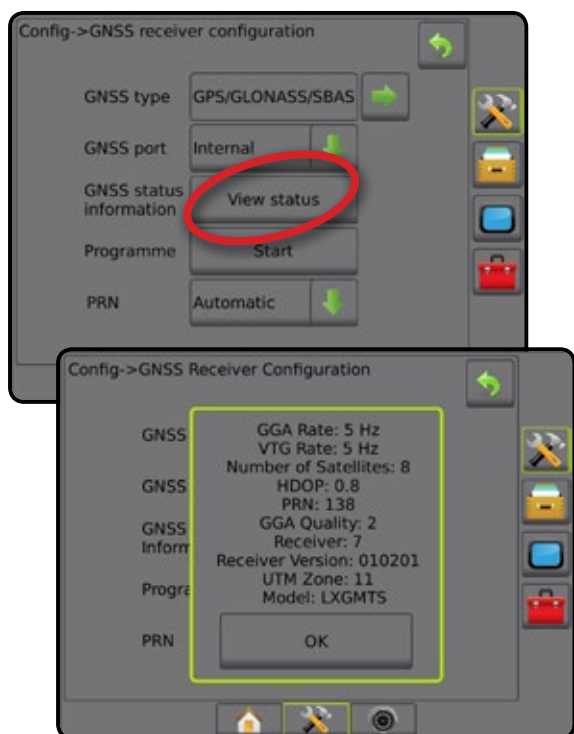 Config->GNSS receiver configuration
GNSS type GPS/GLONASS/SBAS
GNSS port Internal
GNSS status
information View status
Programme Start
PRN Automatic
Config->GNSS Receiver Configuration
GNSS
GNSS
GNSS
Inform
Progra
PRN
GGA Rate: 5 Hz
VTG Rate: 5 Hz
Number of Satellites: 8
HDOP: 0.8
PRN: 138
GGA Quality: 2
Receiver: 7
Receiver Version: 010201
UTM Zone: 11
Model: LXGMTS
OK